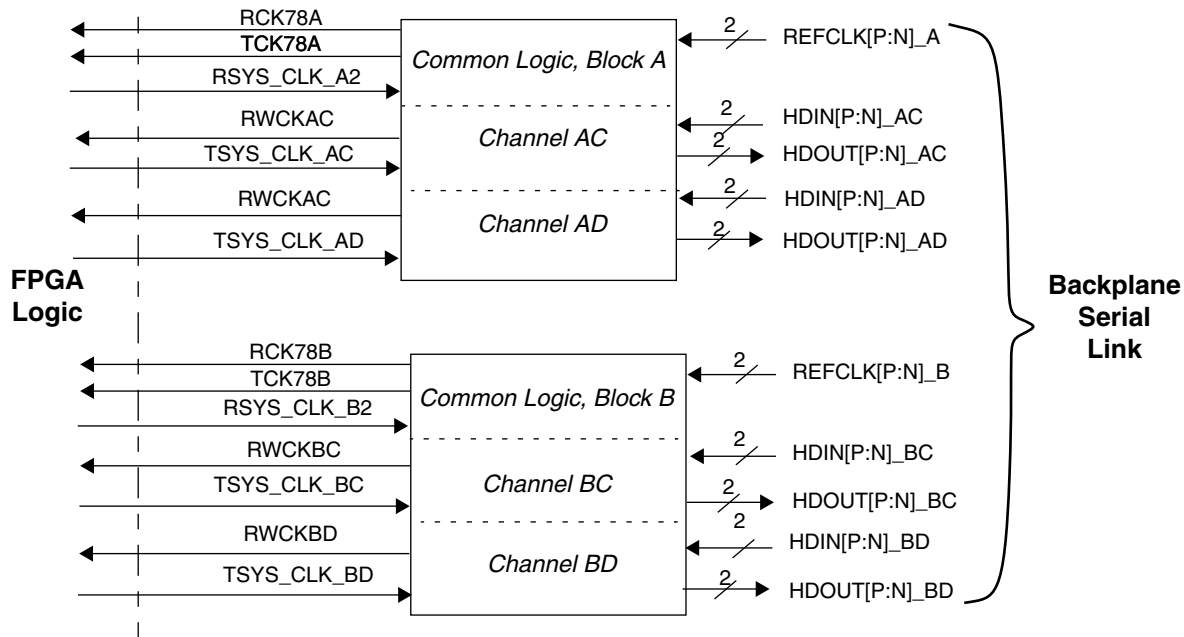 RCK78A
TCK78A
RSYS_CLK_A2
RWCKAC
TSYS_CLK_AC
RWCKAC
TSYS_CLK_AD
Common Logic, Block A
Channel AC
Channel AD
2
REFCLK[P:N]_A
2
HDIN[P:N]_AC
2
HDOUT[P:N]_AC
2
HDIN[P:N]_AD
2
HDOUT[P:N]_AD
FPGA
Logic
Backplane
Serial
Link
RCK78B
TCK78B
RSYS_CLK_B2
RWCKBC
TSYS_CLK_BC
RWCKBD
TSYS_CLK_BD
Common Logic, Block B
Channel BC
Channel BD
2
REFCLK[P:N]_B
2
HDIN[P:N]_BC
2
HDOUT[P:N]_BC
2
HDIN[P:N]_BD
2
HDOUT[P:N]_BD